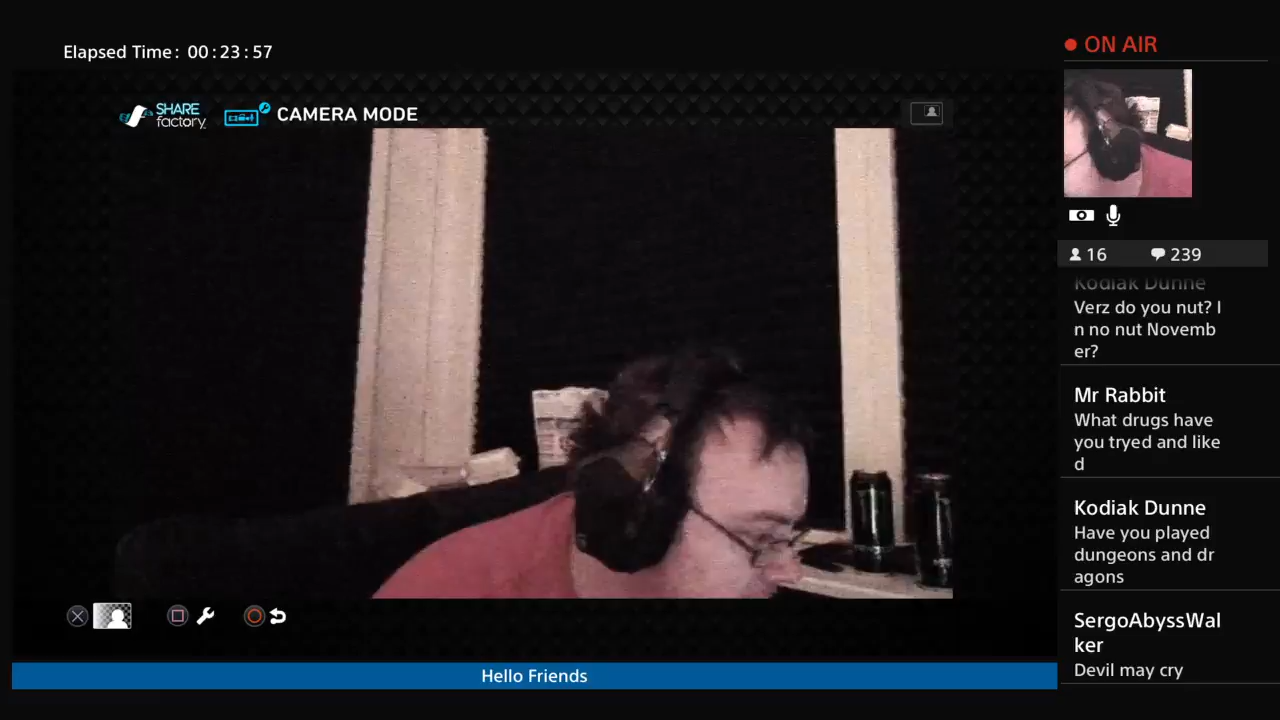 Elapsed Time: 00:23:57
ON AIR
SHARE
factory
CAMERA MODE
16
239
Kodiak Dunne
Verz do you nut? I
n no nut Novemb
er?
Mr Rabbit
What drugs have
you tryed and like
d
Kodiak Dunne
Have you played
dungeons and dr
agons
SergoAbyssWal
ker
Devil may cry
Hello Friends